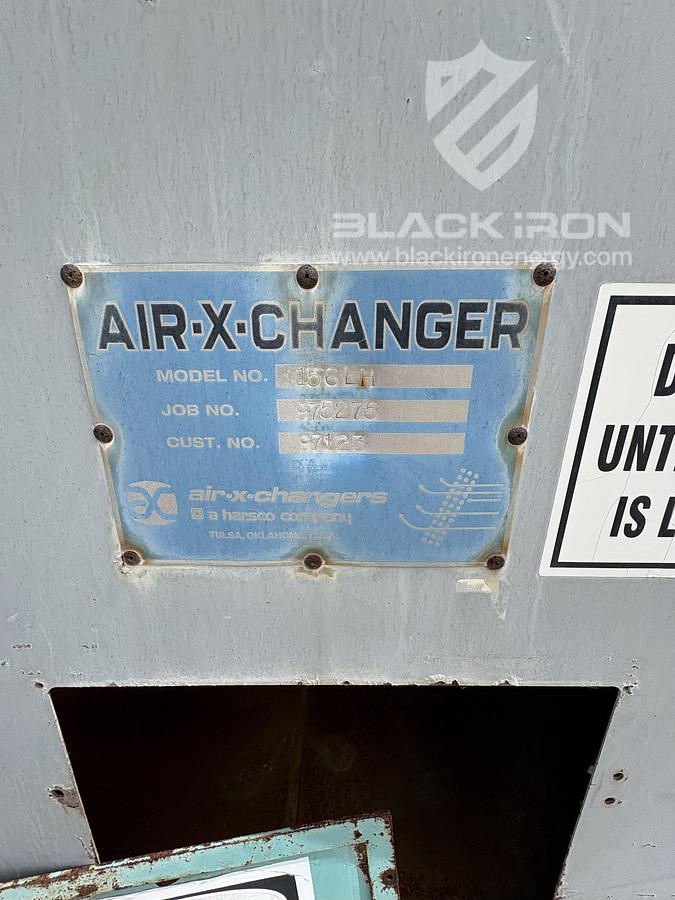 BLACK IRON
www.blackironenergy.com
AIR·X·CHANGER
MODEL NO. 156LH
JOB NO. 975275
CUST. NO. 97123
air·x·changers
a harsco company
TULSA, OKLAHOMA, U.S.A.
D
UNT
IS L